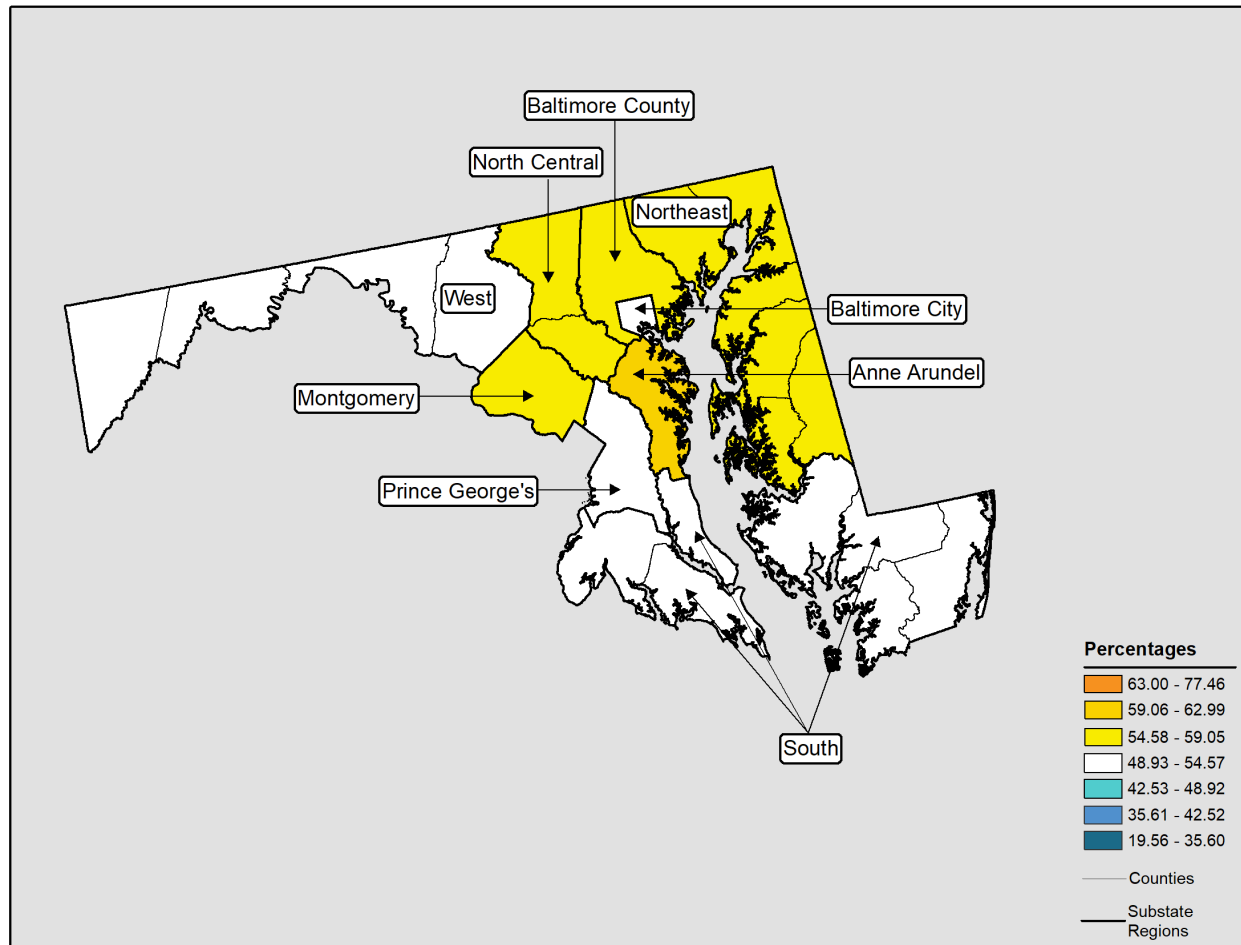 Baltimore County
North Central
Northeast
West
Baltimore City
Anne Arundel
Montgomery
Prince George's
South
Percentages
63.00 - 77.46
59.06 - 62.99
54.58 - 59.05
48.93 - 54.57
42.53 - 48.92
35.61 - 42.52
19.56 - 35.60
Counties
Substate
Regions